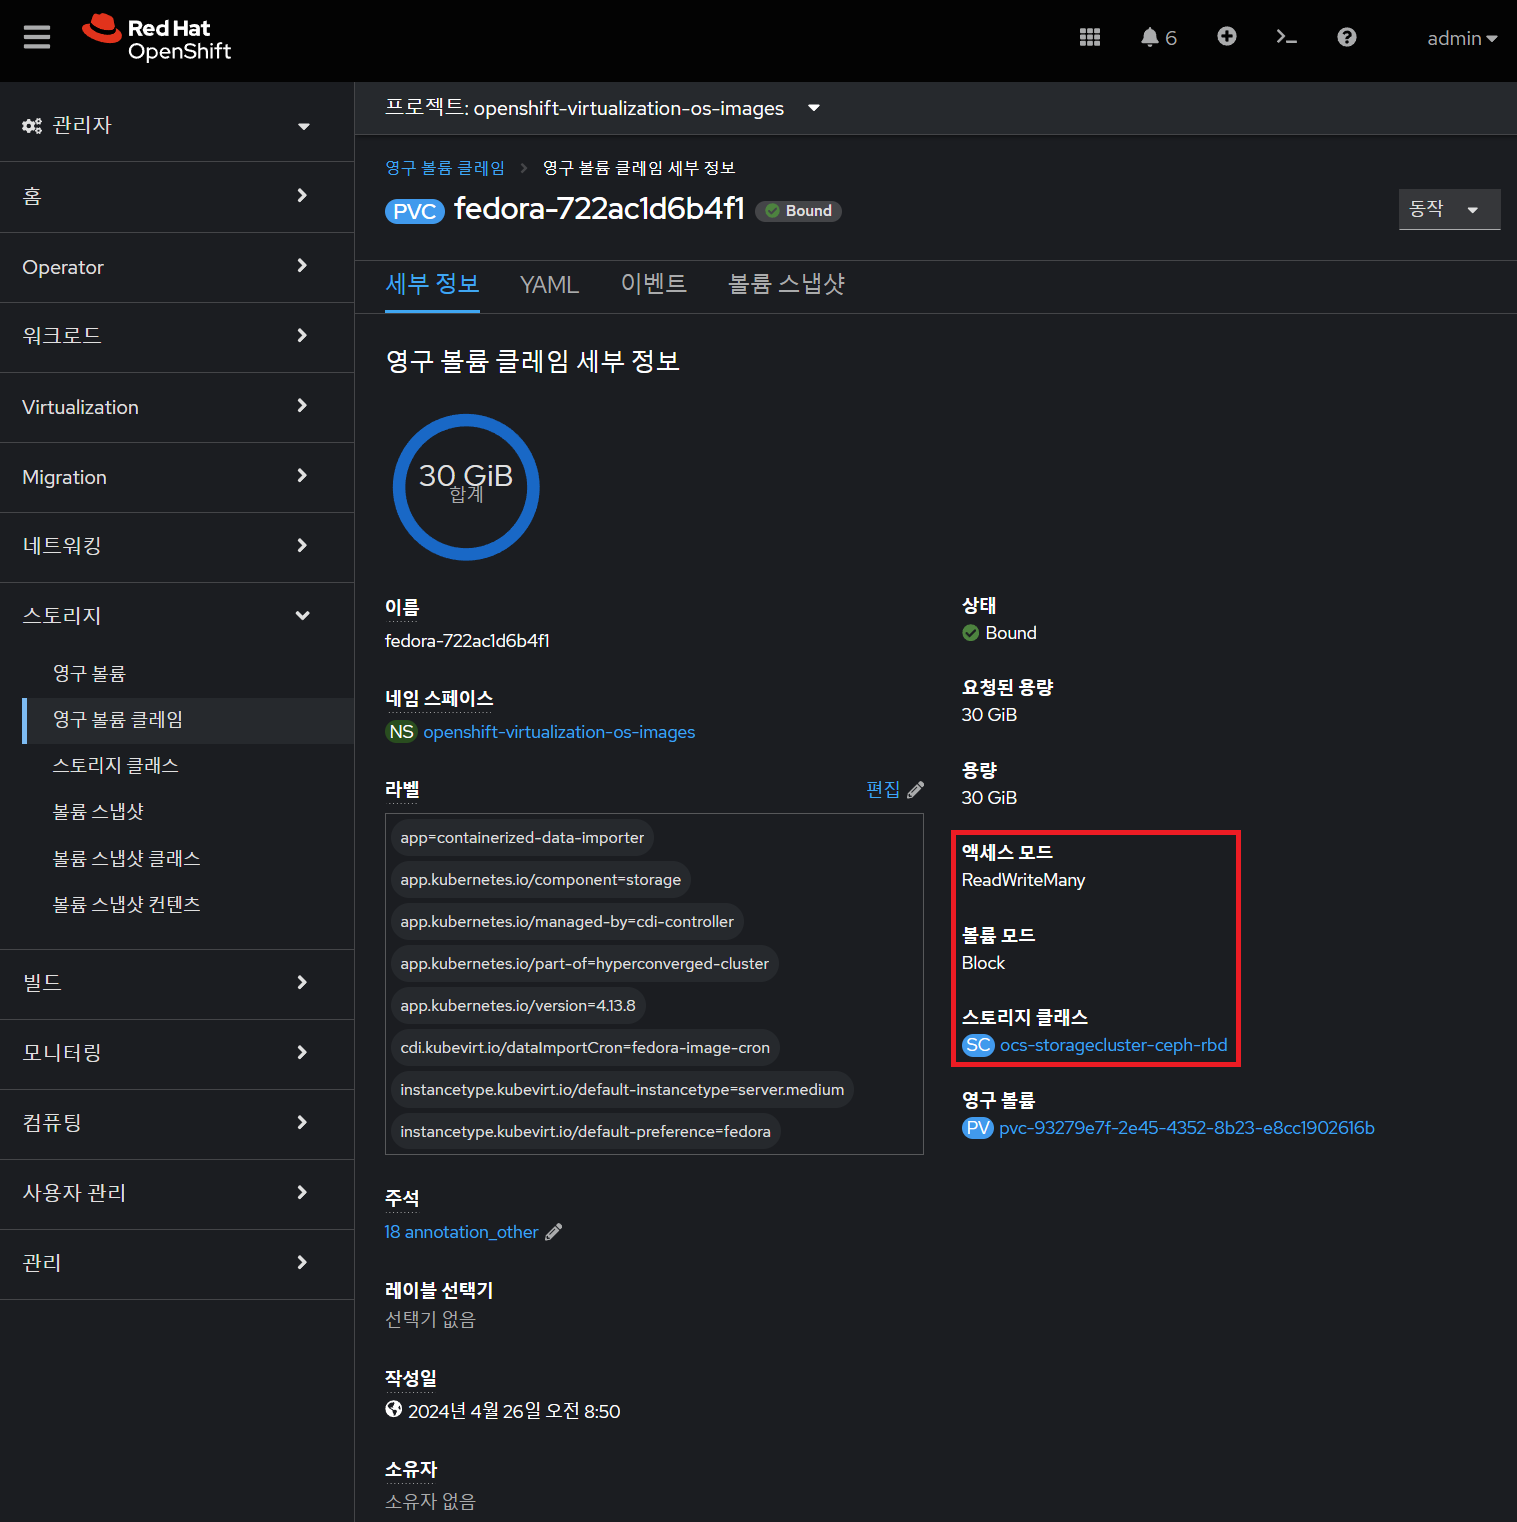 Red Hat
OpenShift
6
admin
관리자
홈
Operator
워크로드
Virtualization
Migration
네트워킹
스토리지
영구 볼륨
영구 볼륨 클레임
스토리지 클래스
볼륨 스냅샷
볼륨 스냅샷 클래스
볼륨 스냅샷 컨텐츠
빌드
모니터링
컴퓨팅
사용자 관리
관리
프로젝트: openshift-virtualization-os-images
영구 볼륨 클레임 영구 볼륨 클레임 세부 정보
PVC fedora-722ac1d6b4f1 Bound
동작
세부 정보 YAML 이벤트 볼륨 스냅샷
영구 볼륨 클레임 세부 정보
30 GiB
합계
이름
fedora-722ac1d6b4f1
네임 스페이스
NS openshift-virtualization-os-images
라벨
편집
app=containerized-data-importer
app.kubernetes.io/component=storage
app.kubernetes.io/managed-by=cdi-controller
app.kubernetes.io/part-of=hyperconverged-cluster
app.kubernetes.io/version=4.13.8
cdi.kubevirt.io/dataImportCron=fedora-image-cron
instancetype.kubevirt.io/default-instancetype=server.medium
instancetype.kubevirt.io/default-preference=fedora
주석
18 annotation_other
레이블 선택기
선택기 없음
작성일
2024년 4월 26일 오전 8:50
소유자
소유자 없음
상태
Bound
요청된 용량
30 GiB
용량
30 GiB
액세스 모드
ReadWriteMany
볼륨 모드
Block
스토리지 클래스
SC ocs-storagecluster-ceph-rbd
영구 볼륨
PV pvc-93279e7f-2e45-4352-8b23-e8cc1902616b